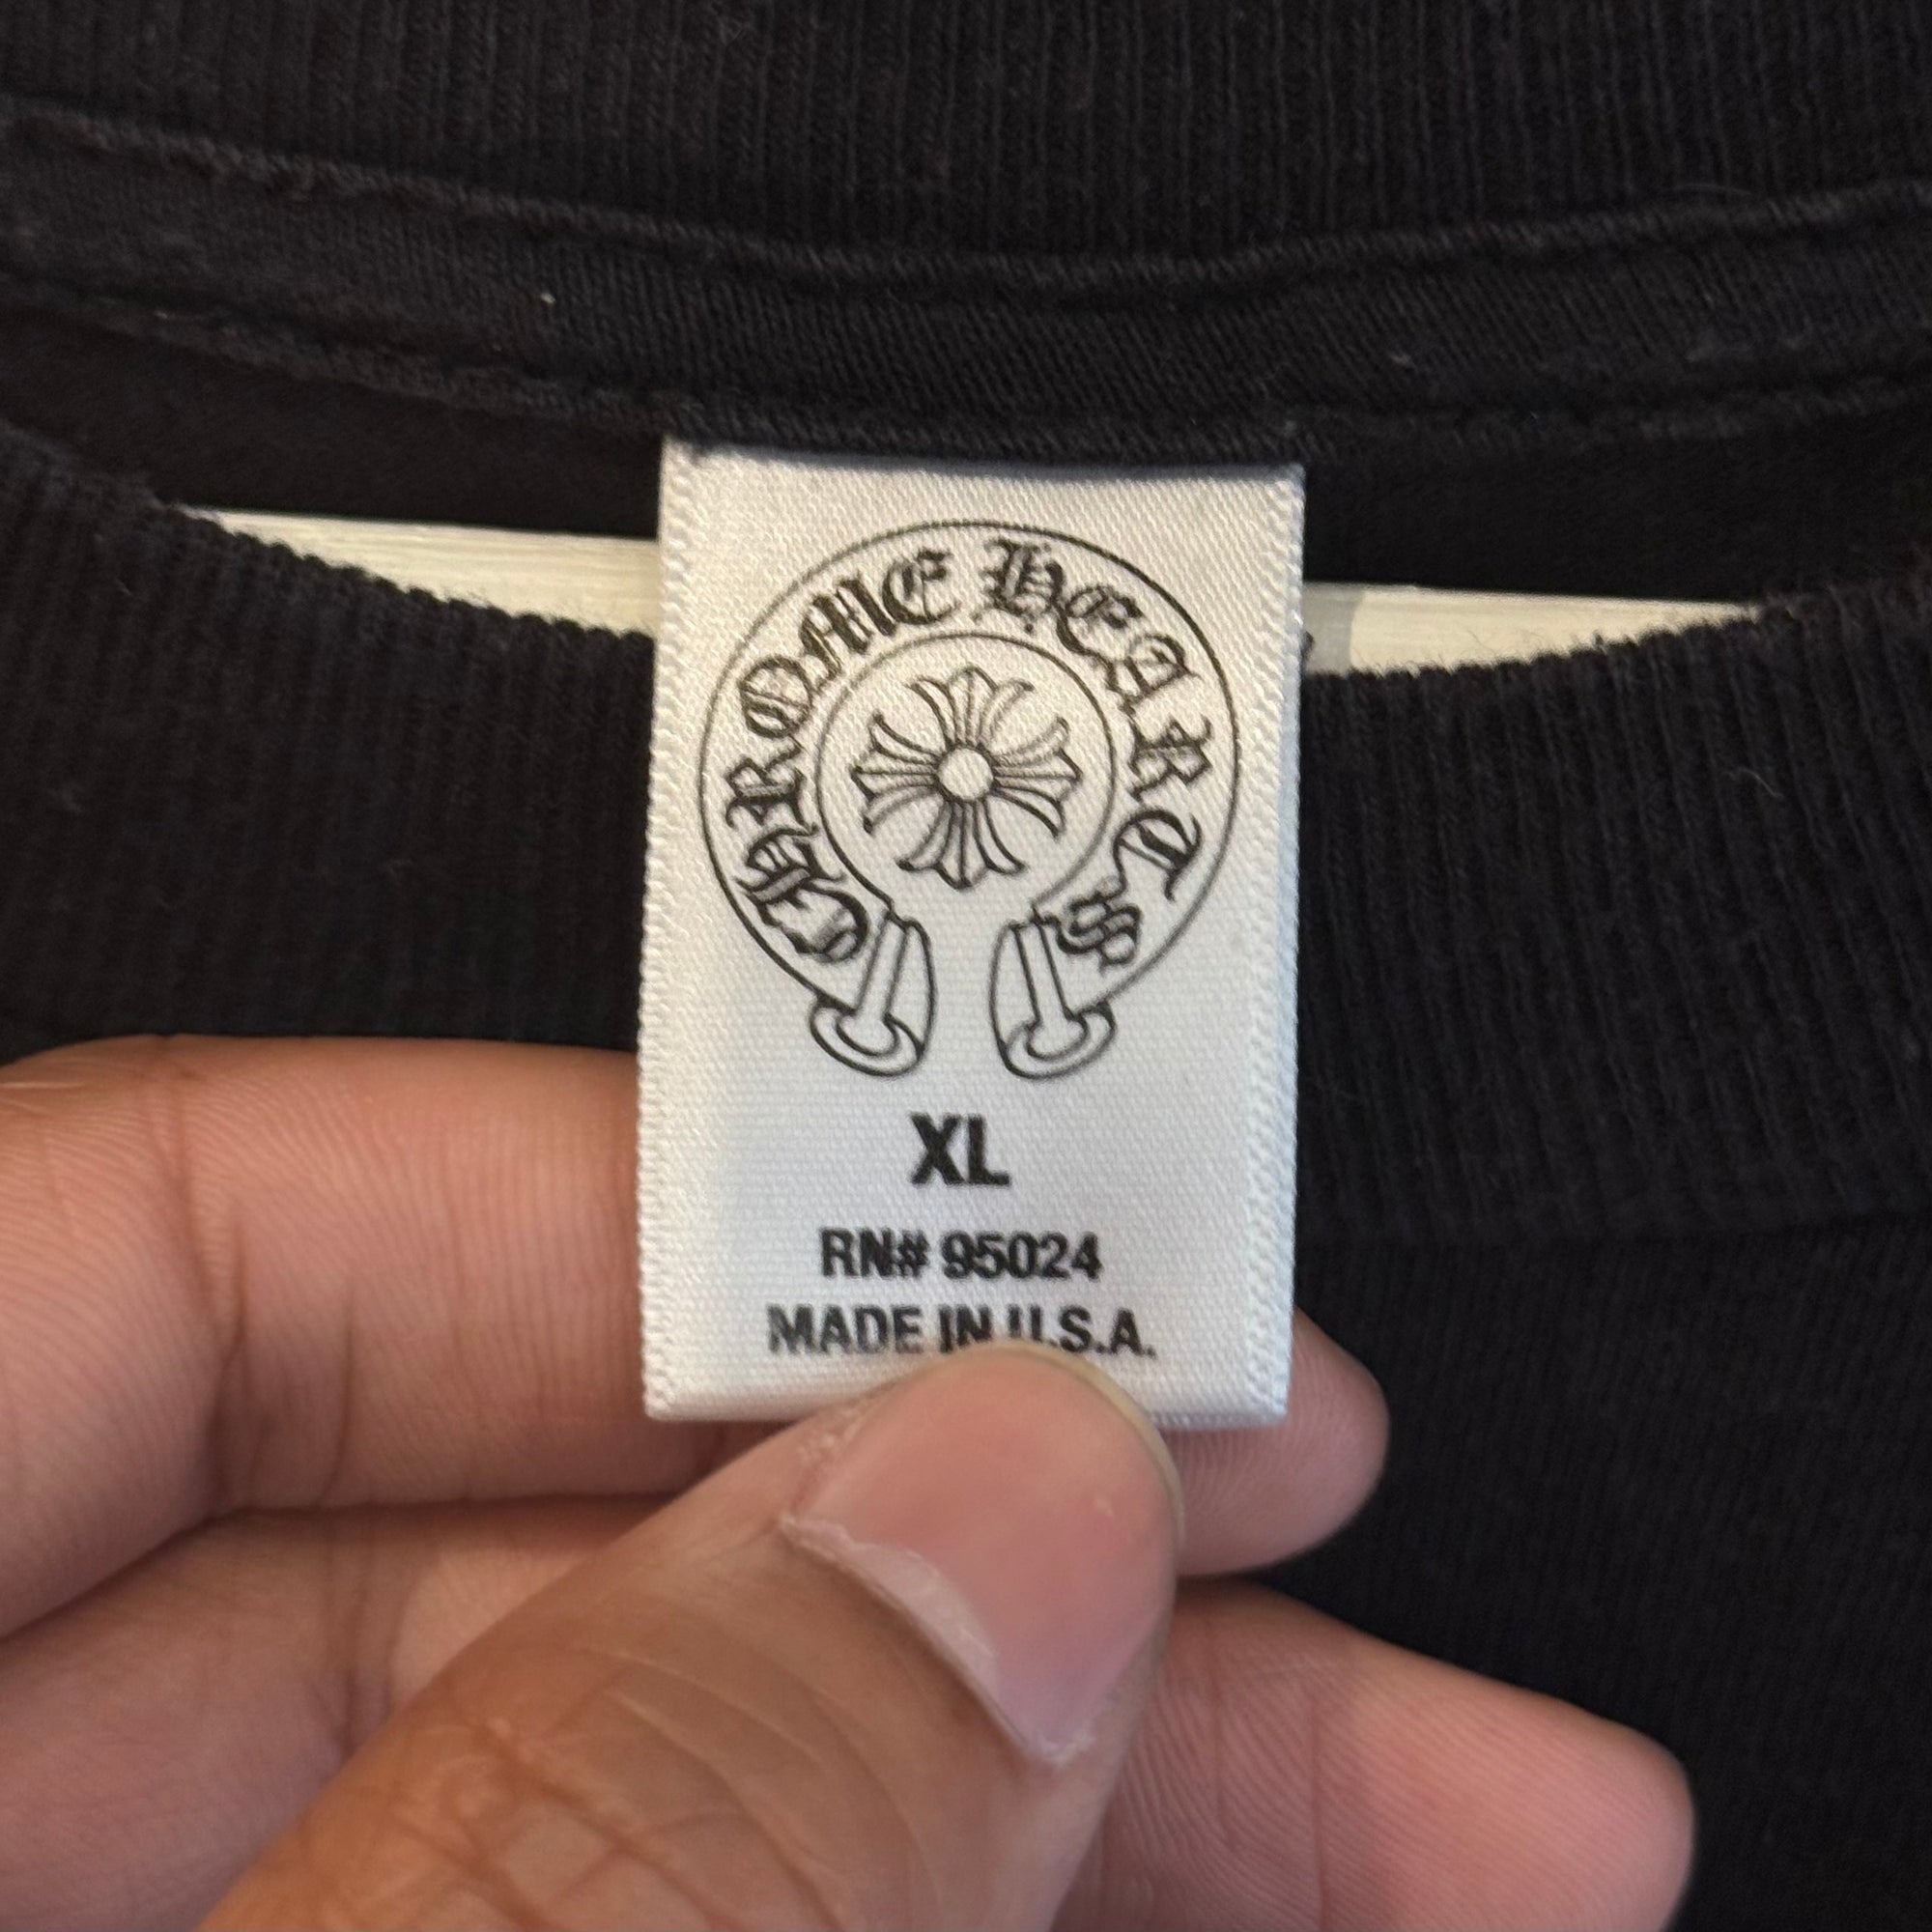 CHROME HEARTS
XL
RN# 95024
MADE IN U.S.A.